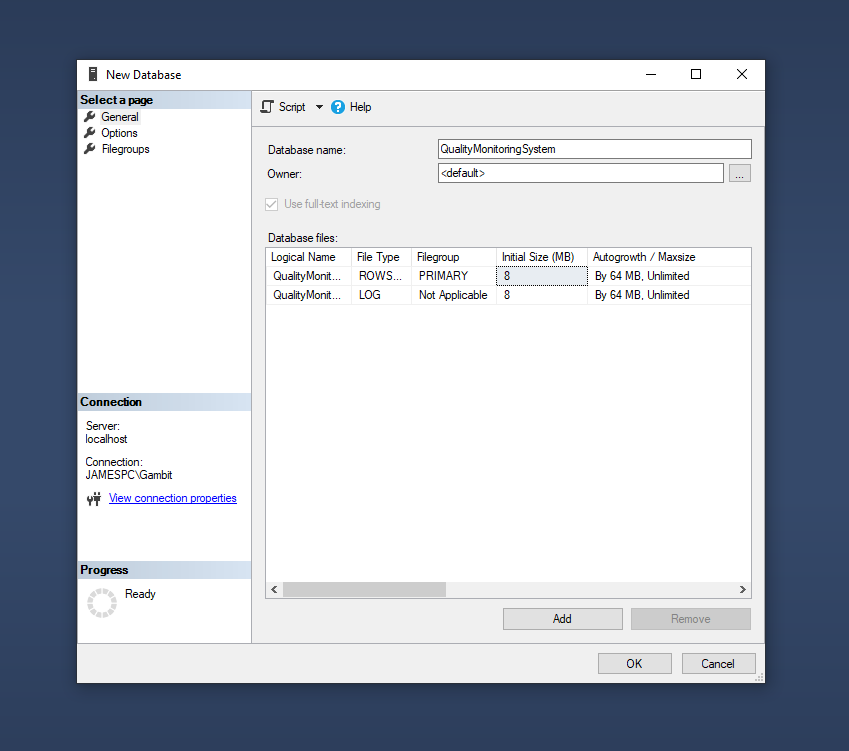 New Database
Select a page
General
Options
Filegroups
Script Help
Database name: QualityMonitoringSystem
Owner: <default> ...
Use full-text indexing
Database files:
Logical Name File Type Filegroup Initial Size (MB) Autogrowth / Maxsize
QualityMonit... ROWS... PRIMARY 8 By 64 MB, Unlimited
QualityMonit... LOG Not Applicable 8 By 64 MB, Unlimited
Connection
Server:
localhost
Connection:
JAMESPC\Gambit
View connection properties
Progress
Ready
Add Remove
OK Cancel